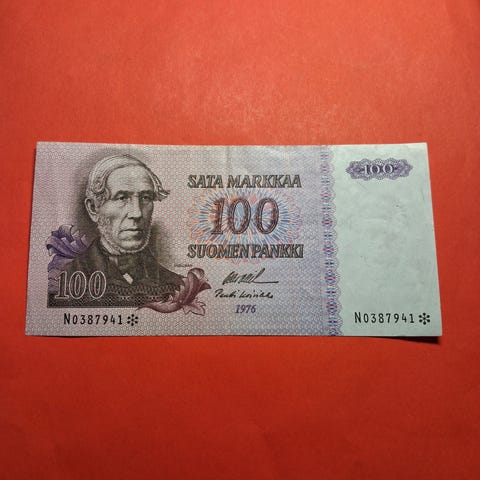 100
SATA MARKKAA
100
SUOMEN PANKKI
100
1976
N0387941*
N0387941*